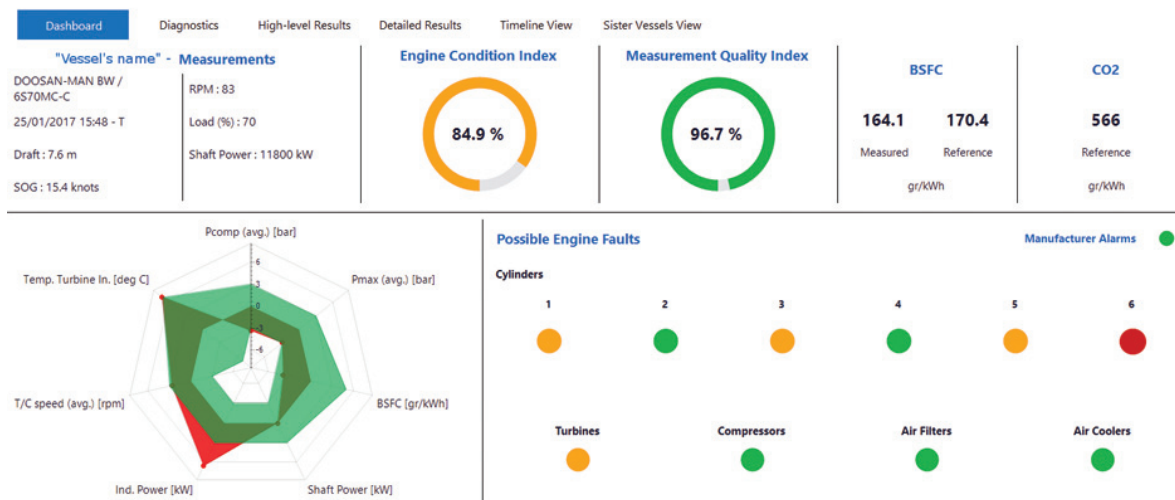 Dashboard
Diagnostics
High-level Results
Detailed Results
Timeline View
Sister Vessels View
"Vessel's name" - Measurements
DOOSAN-MAN BW /
6S70MC-C
25/01/2017 15:48 - T
Draft : 7.6 m
SOG : 15.4 knots
RPM : 83
Load (%) : 70
Shaft Power : 11800 kW
Engine Condition Index
84.9 %
Measurement Quality Index
96.7 %
BSFC
164.1 170.4
Measured Reference
gr/kWh
CO2
566
Reference
gr/kWh
Pcomp (avg.) [bar]
Temp. Turbine In. [deg C]
Pmax (avg.) [bar]
6
3
0
-3
-6
T/C speed (avg.) [rpm]
BSFC [gr/kWh]
Ind. Power [kW]
Shaft Power [kW]
Possible Engine Faults
Manufacturer Alarms
Cylinders
1 2 3 4 5 6
Turbines Compressors Air Filters Air Coolers